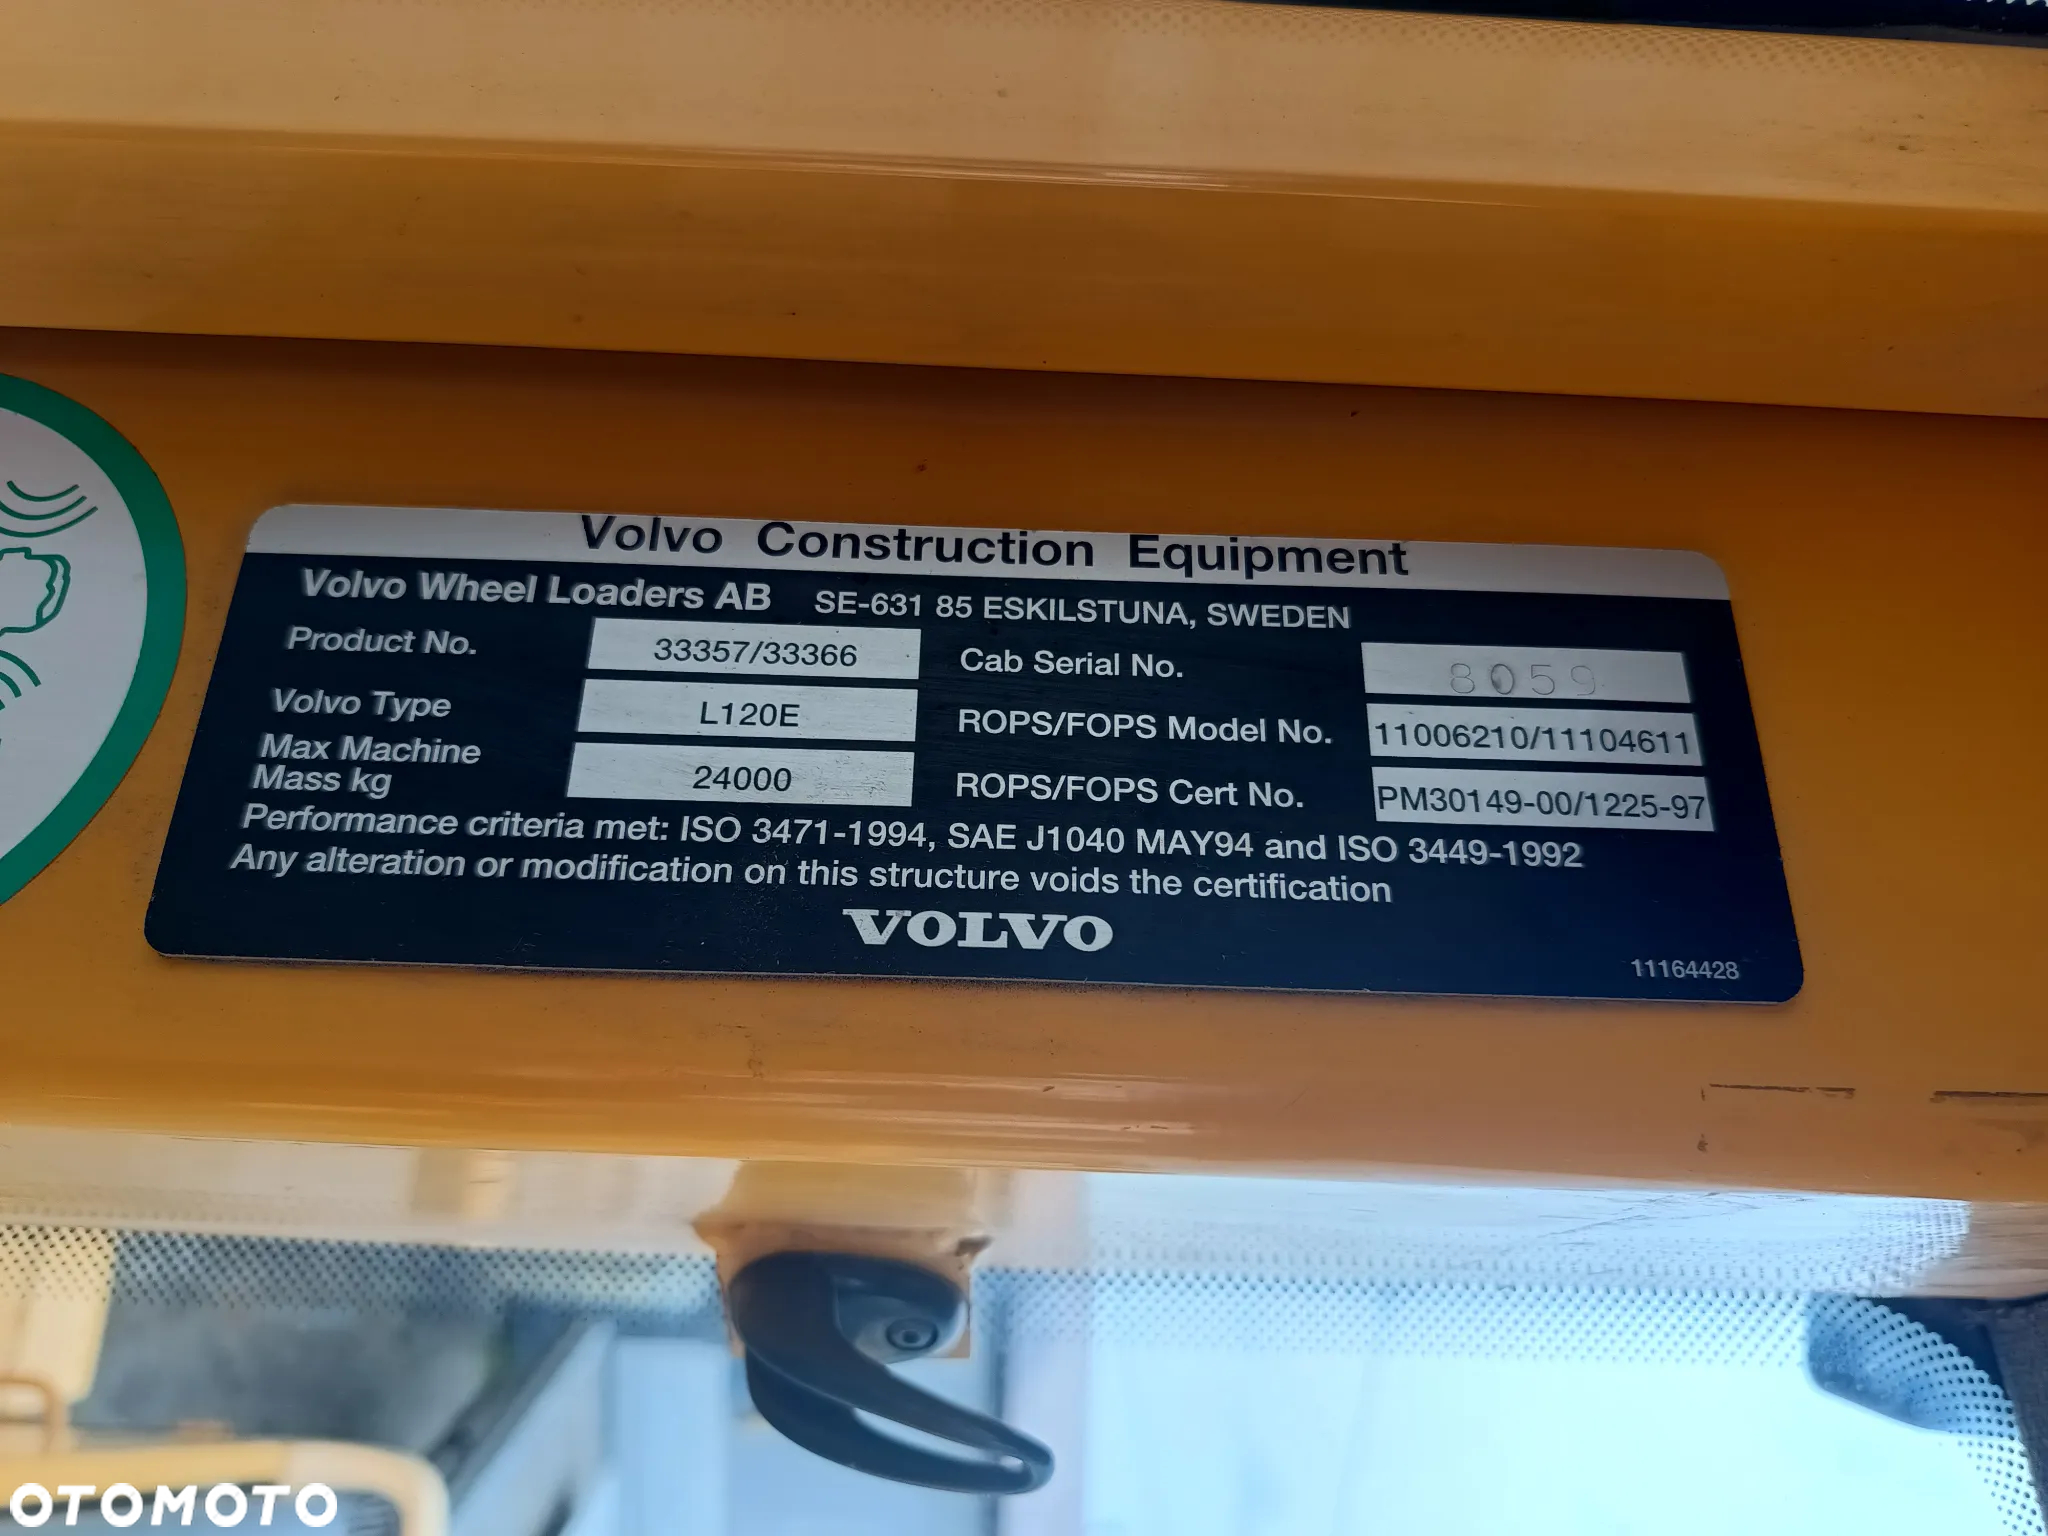 Volvo Construction Equipment
Volvo Wheel Loaders AB SE-631 85 ESKILSTUNA, SWEDEN
Product No. 33357/33366 Cab Serial No. 8059
Volvo Type L120E ROPS/FOPS Model No. 11006210/11104611
Max Machine
Mass kg 24000 ROPS/FOPS Cert No. PM30149-00/1225-97
Performance criteria met: ISO 3471-1994, SAE J1040 MAY94 and ISO 3449-1992
Any alteration or modification on this structure voids the certification
VOLVO
11164428
OTOMOTO